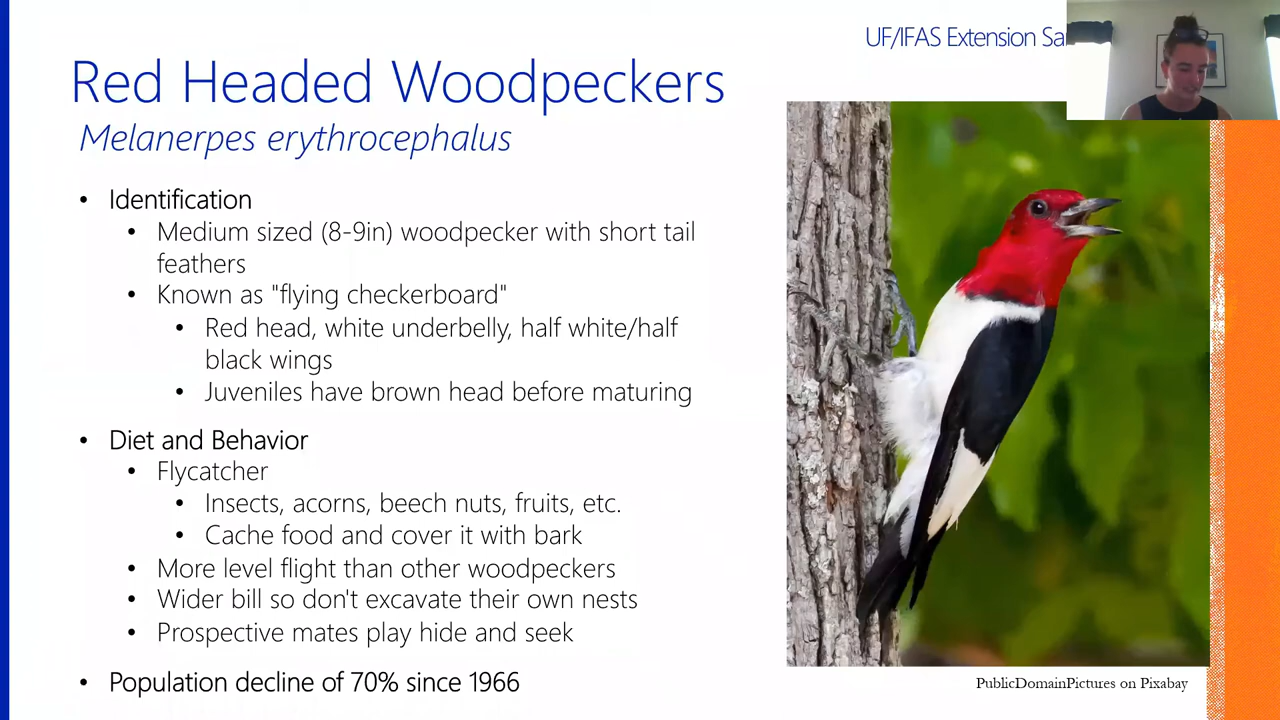 UF/IFAS Extension
Red Headed Woodpeckers
Melanerpes erythrocephalus
• Identification
• Medium sized (8-9in) woodpecker with short tail
feathers
• Known as "flying checkerboard"
• Red head, white underbelly, half white/half
black wings
• Juveniles have brown head before maturing
• Diet and Behavior
• Flycatcher
• Insects, acorns, beech nuts, fruits, etc.
• Cache food and cover it with bark
• More level flight than other woodpeckers
• Wider bill so don't excavate their own nests
• Prospective mates play hide and seek
• Population decline of 70% since 1966
PublicDomainPictures on Pixabay